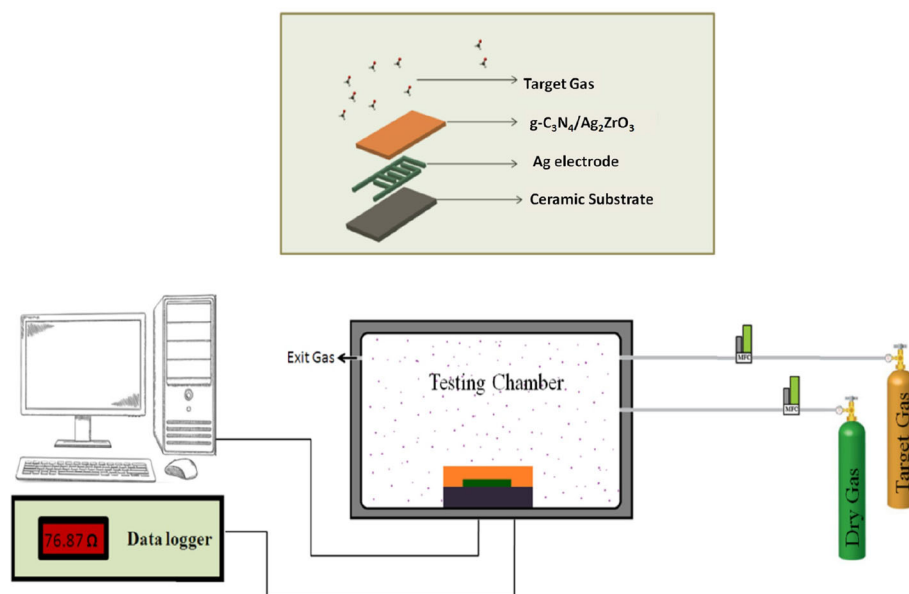 Target Gas
g-C₃N₄/Ag₂ZrO₃
Ag electrode
Ceramic Substrate
Exit Gas
Testing Chamber
MFC
MFC
Target Gas
Dry Gas
76.87 Ω
Data logger